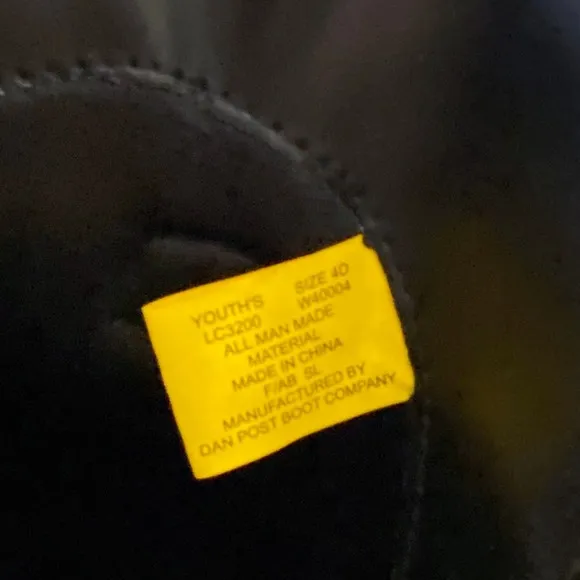 YOUTH'S SIZE 4D
LC3200 W40004
ALL MAN MADE
MATERIAL
MADE IN CHINA
F/AB SL
MANUFACTURED BY
DAN POST BOOT COMPANY